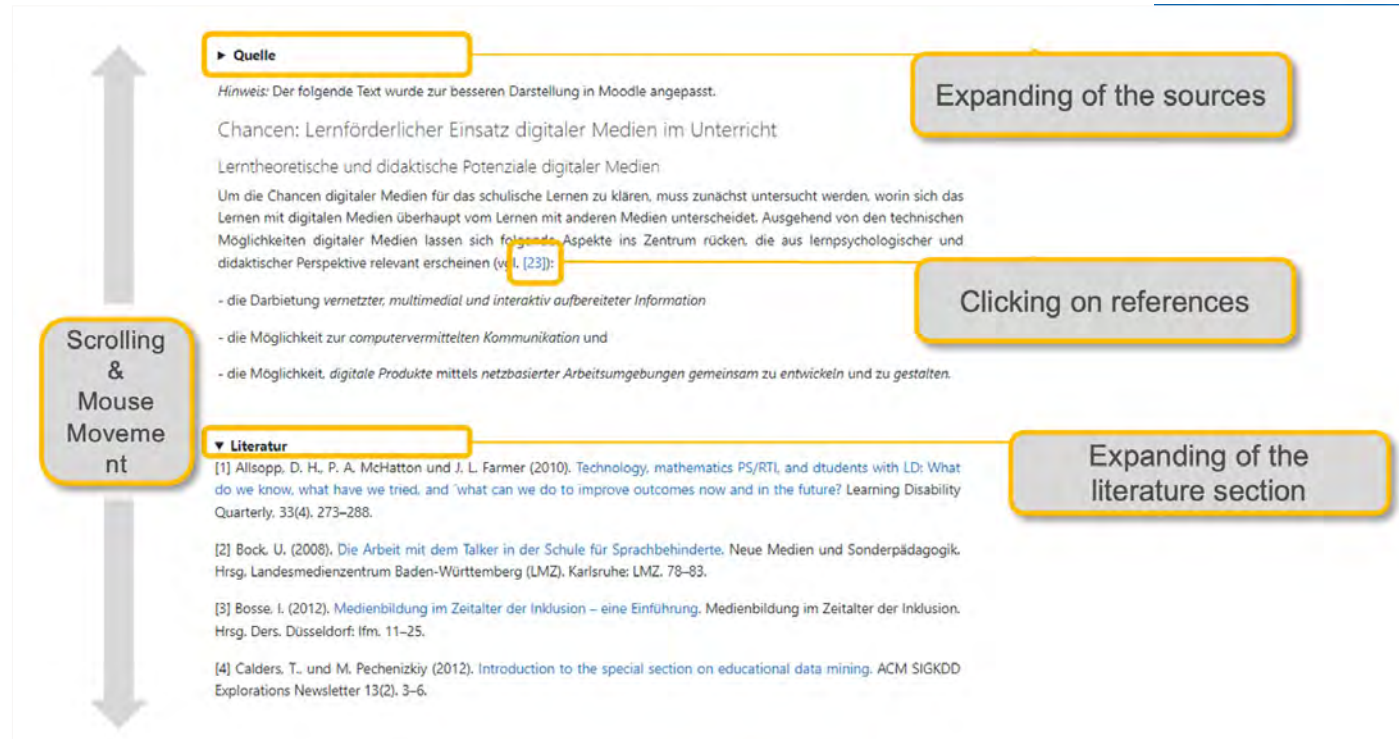 ▸ Quelle
Expanding of the sources
Hinweis: Der folgende Text wurde zur besseren Darstellung in Moodle angepasst.
Chancen: Lernförderlicher Einsatz digitaler Medien im Unterricht
Lerntheoretische und didaktische Potenziale digitaler Medien
Um die Chancen digitaler Medien für das schulische Lernen zu klären, muss zunächst untersucht werden, worin sich das
Lernen mit digitalen Medien überhaupt vom Lernen mit anderen Medien unterscheidet. Ausgehend von den technischen
Möglichkeiten digitaler Medien lassen sich folgende Aspekte ins Zentrum rücken, die aus lernpsychologischer und
didaktischer Perspektive relevant erscheinen (vgl. [23]):
Clicking on references
- die Darbietung vernetzter, multimedial und interaktiv aufbereiteter Information
- die Möglichkeit zur computervermittelten Kommunikation und
- die Möglichkeit, digitale Produkte mittels netzbasierter Arbeitsumgebungen gemeinsam zu entwickeln und zu gestalten.
Scrolling
&
Mouse
Moveme
nt
▾ Literatur
Expanding of the
literature section
[1] Allsopp, D. H., P. A. McHatton und J. L. Farmer (2010). Technology, mathematics PS/RTI, and dtudents with LD: What
do we know, what have we tried, and ´what can we do to improve outcomes now and in the future? Learning Disability
Quarterly, 33(4). 273–288.
[2] Bock, U. (2008). Die Arbeit mit dem Talker in der Schule für Sprachbehinderte. Neue Medien und Sonderpädagogik.
Hrsg. Landesmedienzentrum Baden-Württemberg (LMZ). Karlsruhe: LMZ. 78–83.
[3] Bosse, I. (2012). Medienbildung im Zeitalter der Inklusion – eine Einführung. Medienbildung im Zeitalter der Inklusion.
Hrsg. Ders. Düsseldorf: lfm. 11–25.
[4] Calders, T., und M. Pechenizkiy (2012). Introduction to the special section on educational data mining. ACM SIGKDD
Explorations Newsletter 13(2). 3–6.